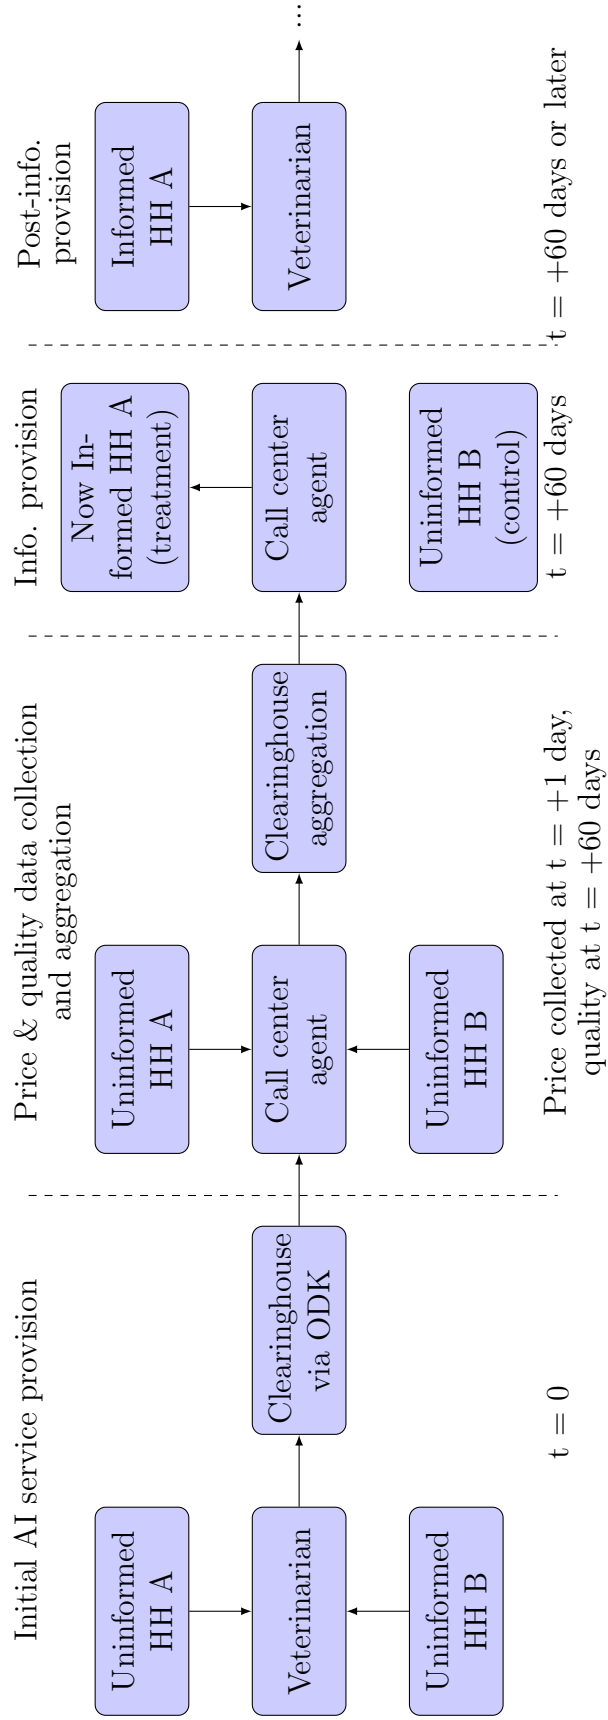 Initial AI service provision
Uninformed
HH A
Veterinarian
Uninformed
HH B
Clearinghouse
via ODK
t = 0
Price & quality data collection
and aggregation
Uninformed
HH A
Call center
agent
Uninformed
HH B
Clearinghouse
aggregation
Price collected at t = +1 day,
quality at t = +60 days
Info. provision
Now In-
formed HH A
(treatment)
Call center
agent
Uninformed
HH B
(control)
t = +60 days
Post-info.
provision
Informed
HH A
Veterinarian
...
t = +60 days or later